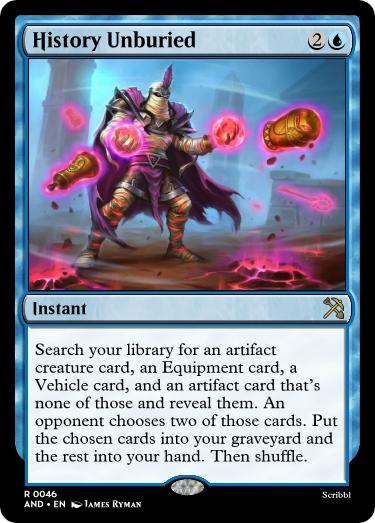 History Unburied 2
Instant
Search your library for an artifact
creature card, an Equipment card, a
Vehicle card, and an artifact card that's
none of those and reveal them. An
opponent chooses two of those cards. Put
the chosen cards into your graveyard and
the rest into your hand. Then shuffle.
R 0046
Scribbl
AND • EN JAMES RYMAN